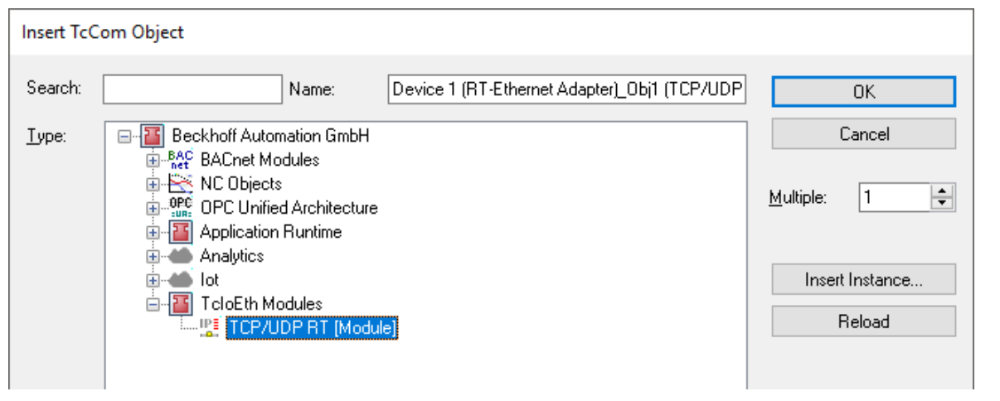 Insert TcCom Object
Search: Name: Device 1 (RT-Ethernet Adapter)_Obj1 (TCP/UDP OK
Type: Beckhoff Automation GmbH Cancel
BACnet Modules
NC Objects
Multiple: 1
OPC Unified Architecture
Application Runtime
Analytics
Iot Insert Instance...
TcIoEth Modules
TCP/UDP RT [Module] Reload